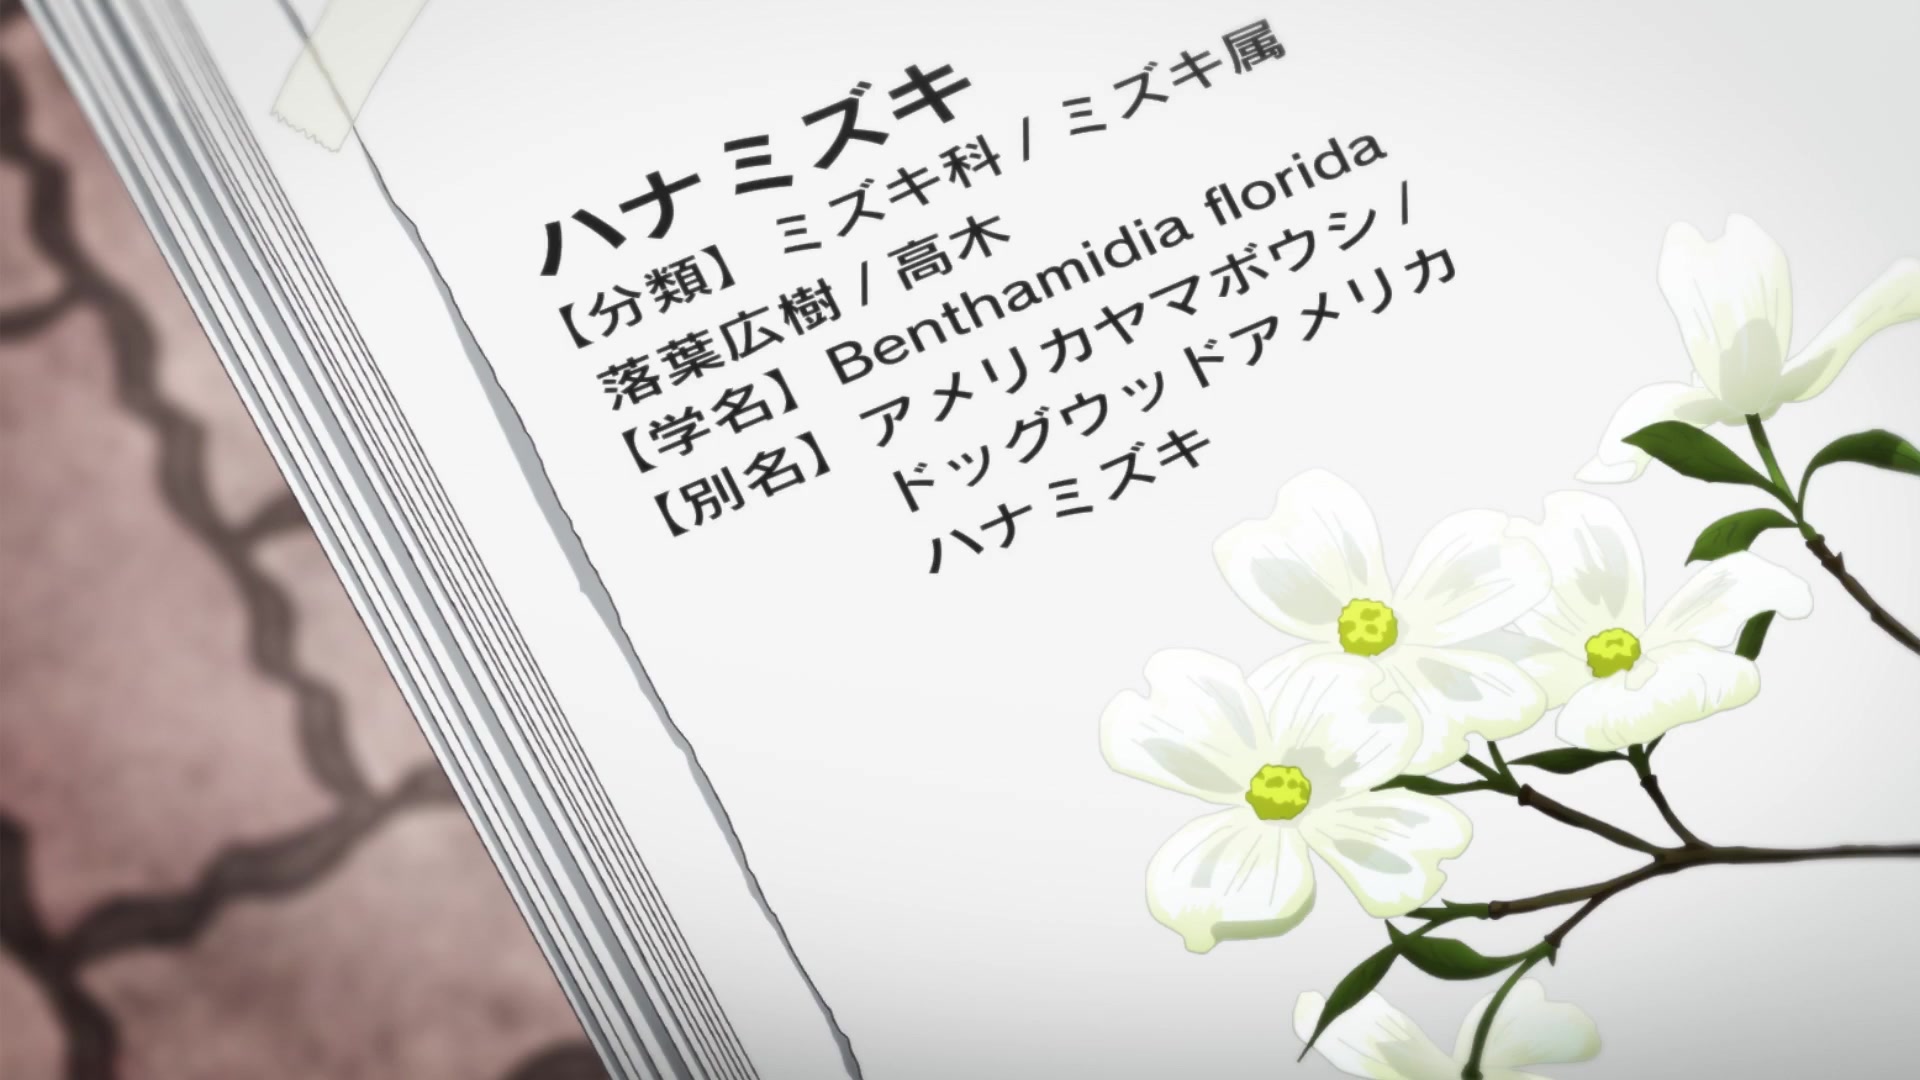 ハナミズキ
【分類】 ミズキ科 / ミズキ属
落葉広樹 / 高木
【学名】 Benthamidia florida
【別名】 アメリカヤマボウシ /
ドッグウッドアメリカ
ハナミズキ